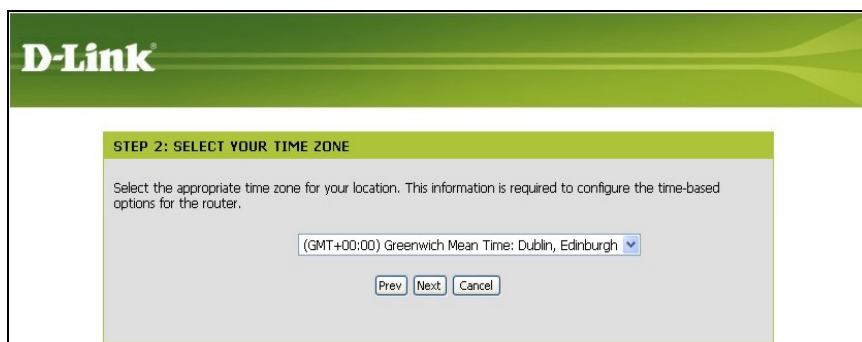 D-Link
STEP 2: SELECT YOUR TIME ZONE
Select the appropriate time zone for your location. This information is required to configure the time-based
options for the router.
(GMT+00:00) Greenwich Mean Time: Dublin, Edinburgh
Prev Next Cancel